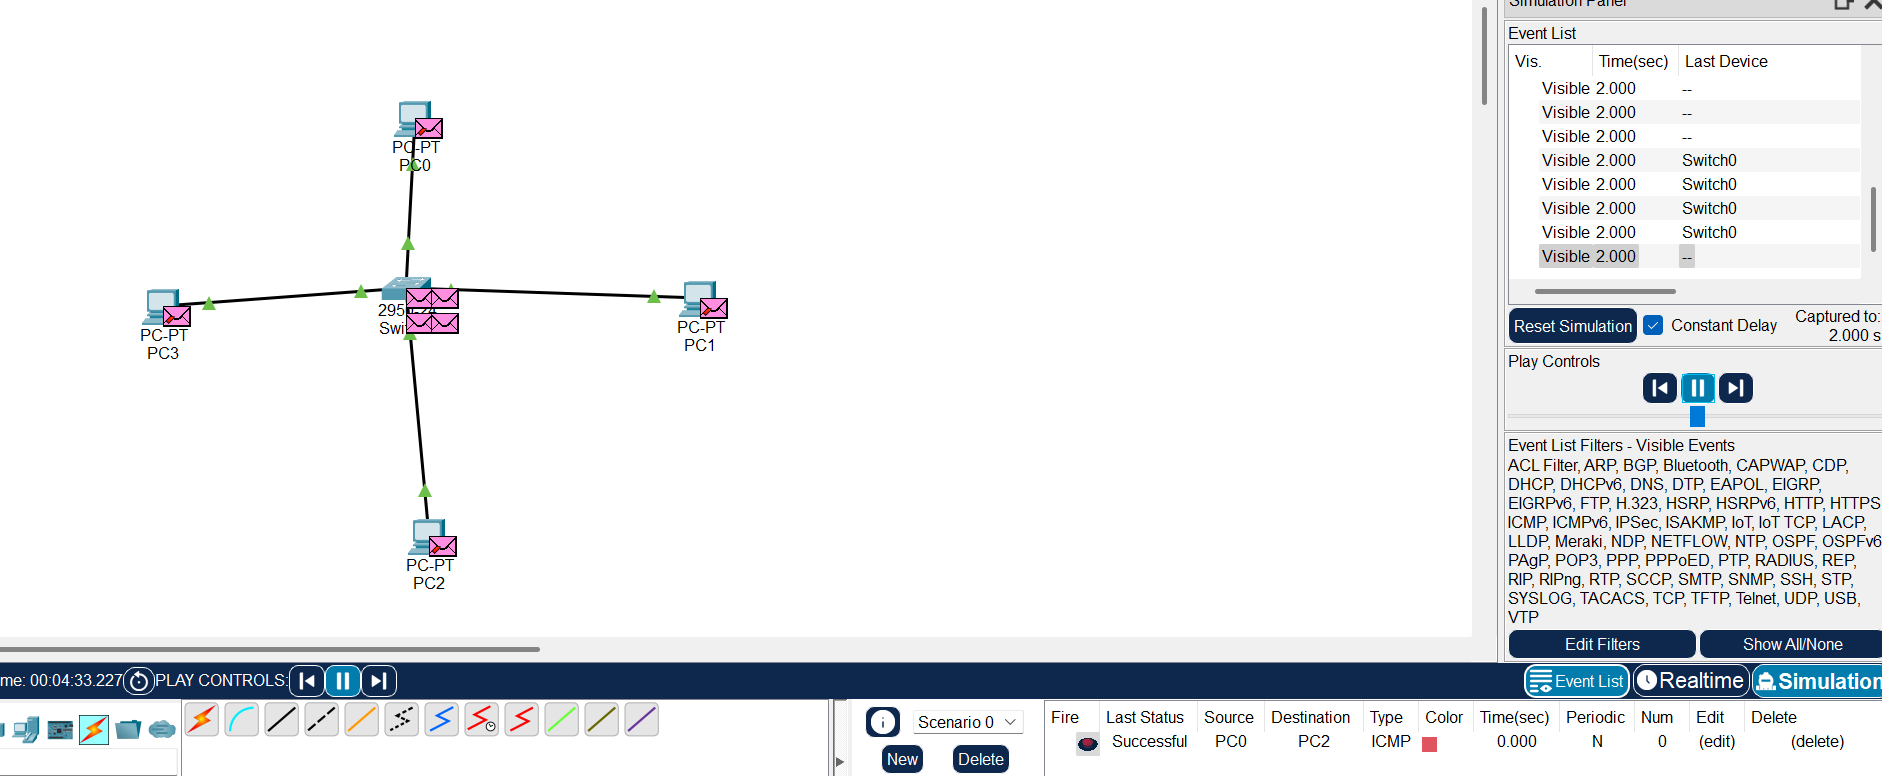 Simulation Panel
Event List
Vis. Time(sec) Last Device
Visible 2.000 --
Visible 2.000 --
Visible 2.000 --
Visible 2.000 Switch0
Visible 2.000 Switch0
Visible 2.000 Switch0
Visible 2.000 Switch0
Visible 2.000 --
Reset Simulation Constant Delay Captured to:
2.000 s
Play Controls
Event List Filters - Visible Events
ACL Filter, ARP, BGP, Bluetooth, CAPWAP, CDP,
DHCP, DHCPv6, DNS, DTP, EAPOL, EIGRP,
EIGRPv6, FTP, H.323, HSRP, HSRPv6, HTTP, HTTPS
ICMP, ICMPv6, IPSec, ISAKMP, IoT, IoT TCP, LACP,
LLDP, Meraki, NDP, NETFLOW, NTP, OSPF, OSPFv6
PAgP, POP3, PPP, PPPoED, PTP, RADIUS, REP,
RIP, RIPng, RTP, SCCP, SMTP, SNMP, SSH, STP,
SYSLOG, TACACS, TCP, TFTP, Telnet, UDP, USB,
VTP
Edit Filters Show All/None
PC-PT
PC0
PC-PT
PC3
PC-PT
PC1
PC-PT
PC2
me: 00:04:33.227 PLAY CONTROLS:
Event List Realtime Simulation
Scenario 0
New Delete
Fire Last Status Source Destination Type Color Time(sec) Periodic Num Edit Delete
Successful PC0 PC2 ICMP 0.000 N 0 (edit) (delete)